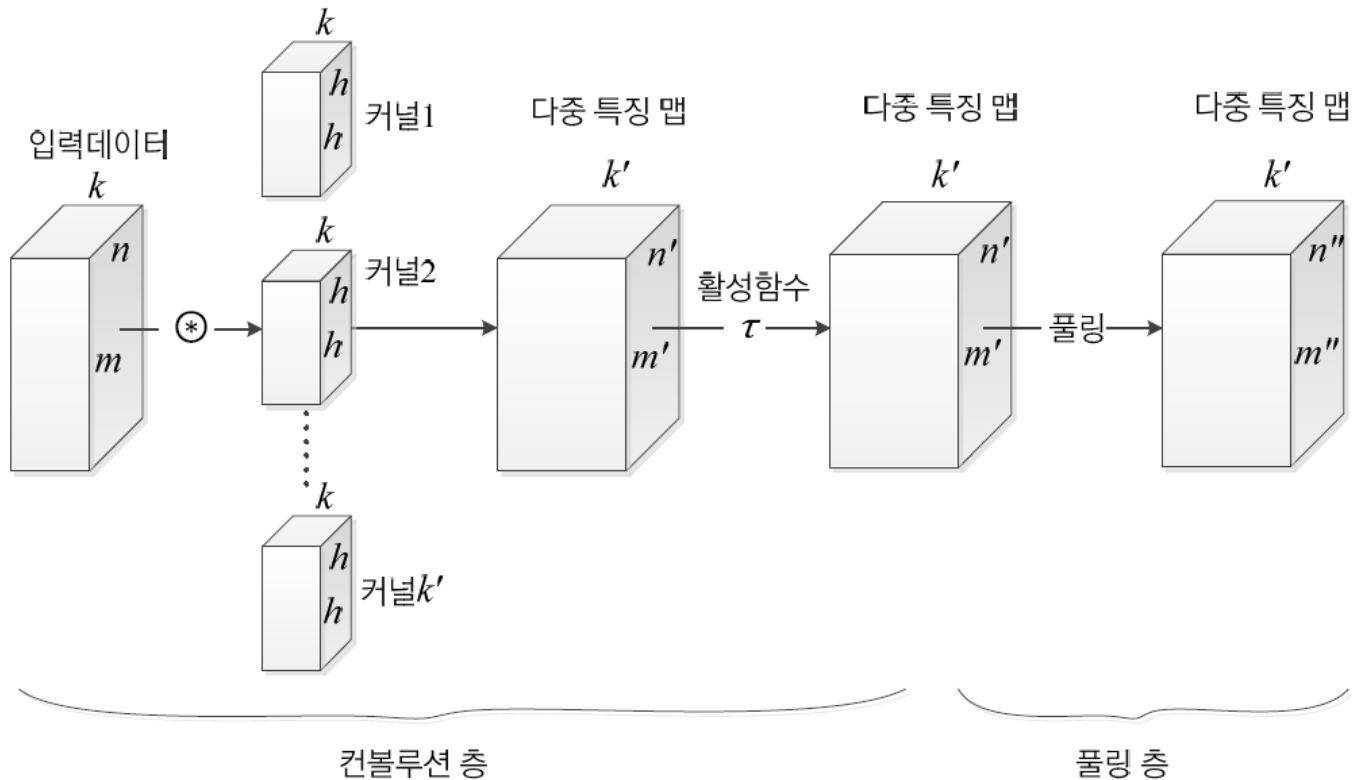 입력데이터
k
n
m
⊛
k
h
h
커널1
k
h
h
커널2
k
h
h
커널k′
다중 특징 맵
k′
n′
m′
활성함수
τ
다중 특징 맵
k′
n′
m′
풀링
다중 특징 맵
k′
n″
m″
컨볼루션 층
풀링 층